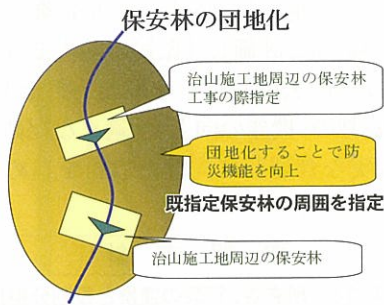 保安林の団地化
治山施工地周辺の保安林
工事の際指定
団地化することで防
災機能を向上
既指定保安林の周囲を指定
治山施工地周辺の保安林